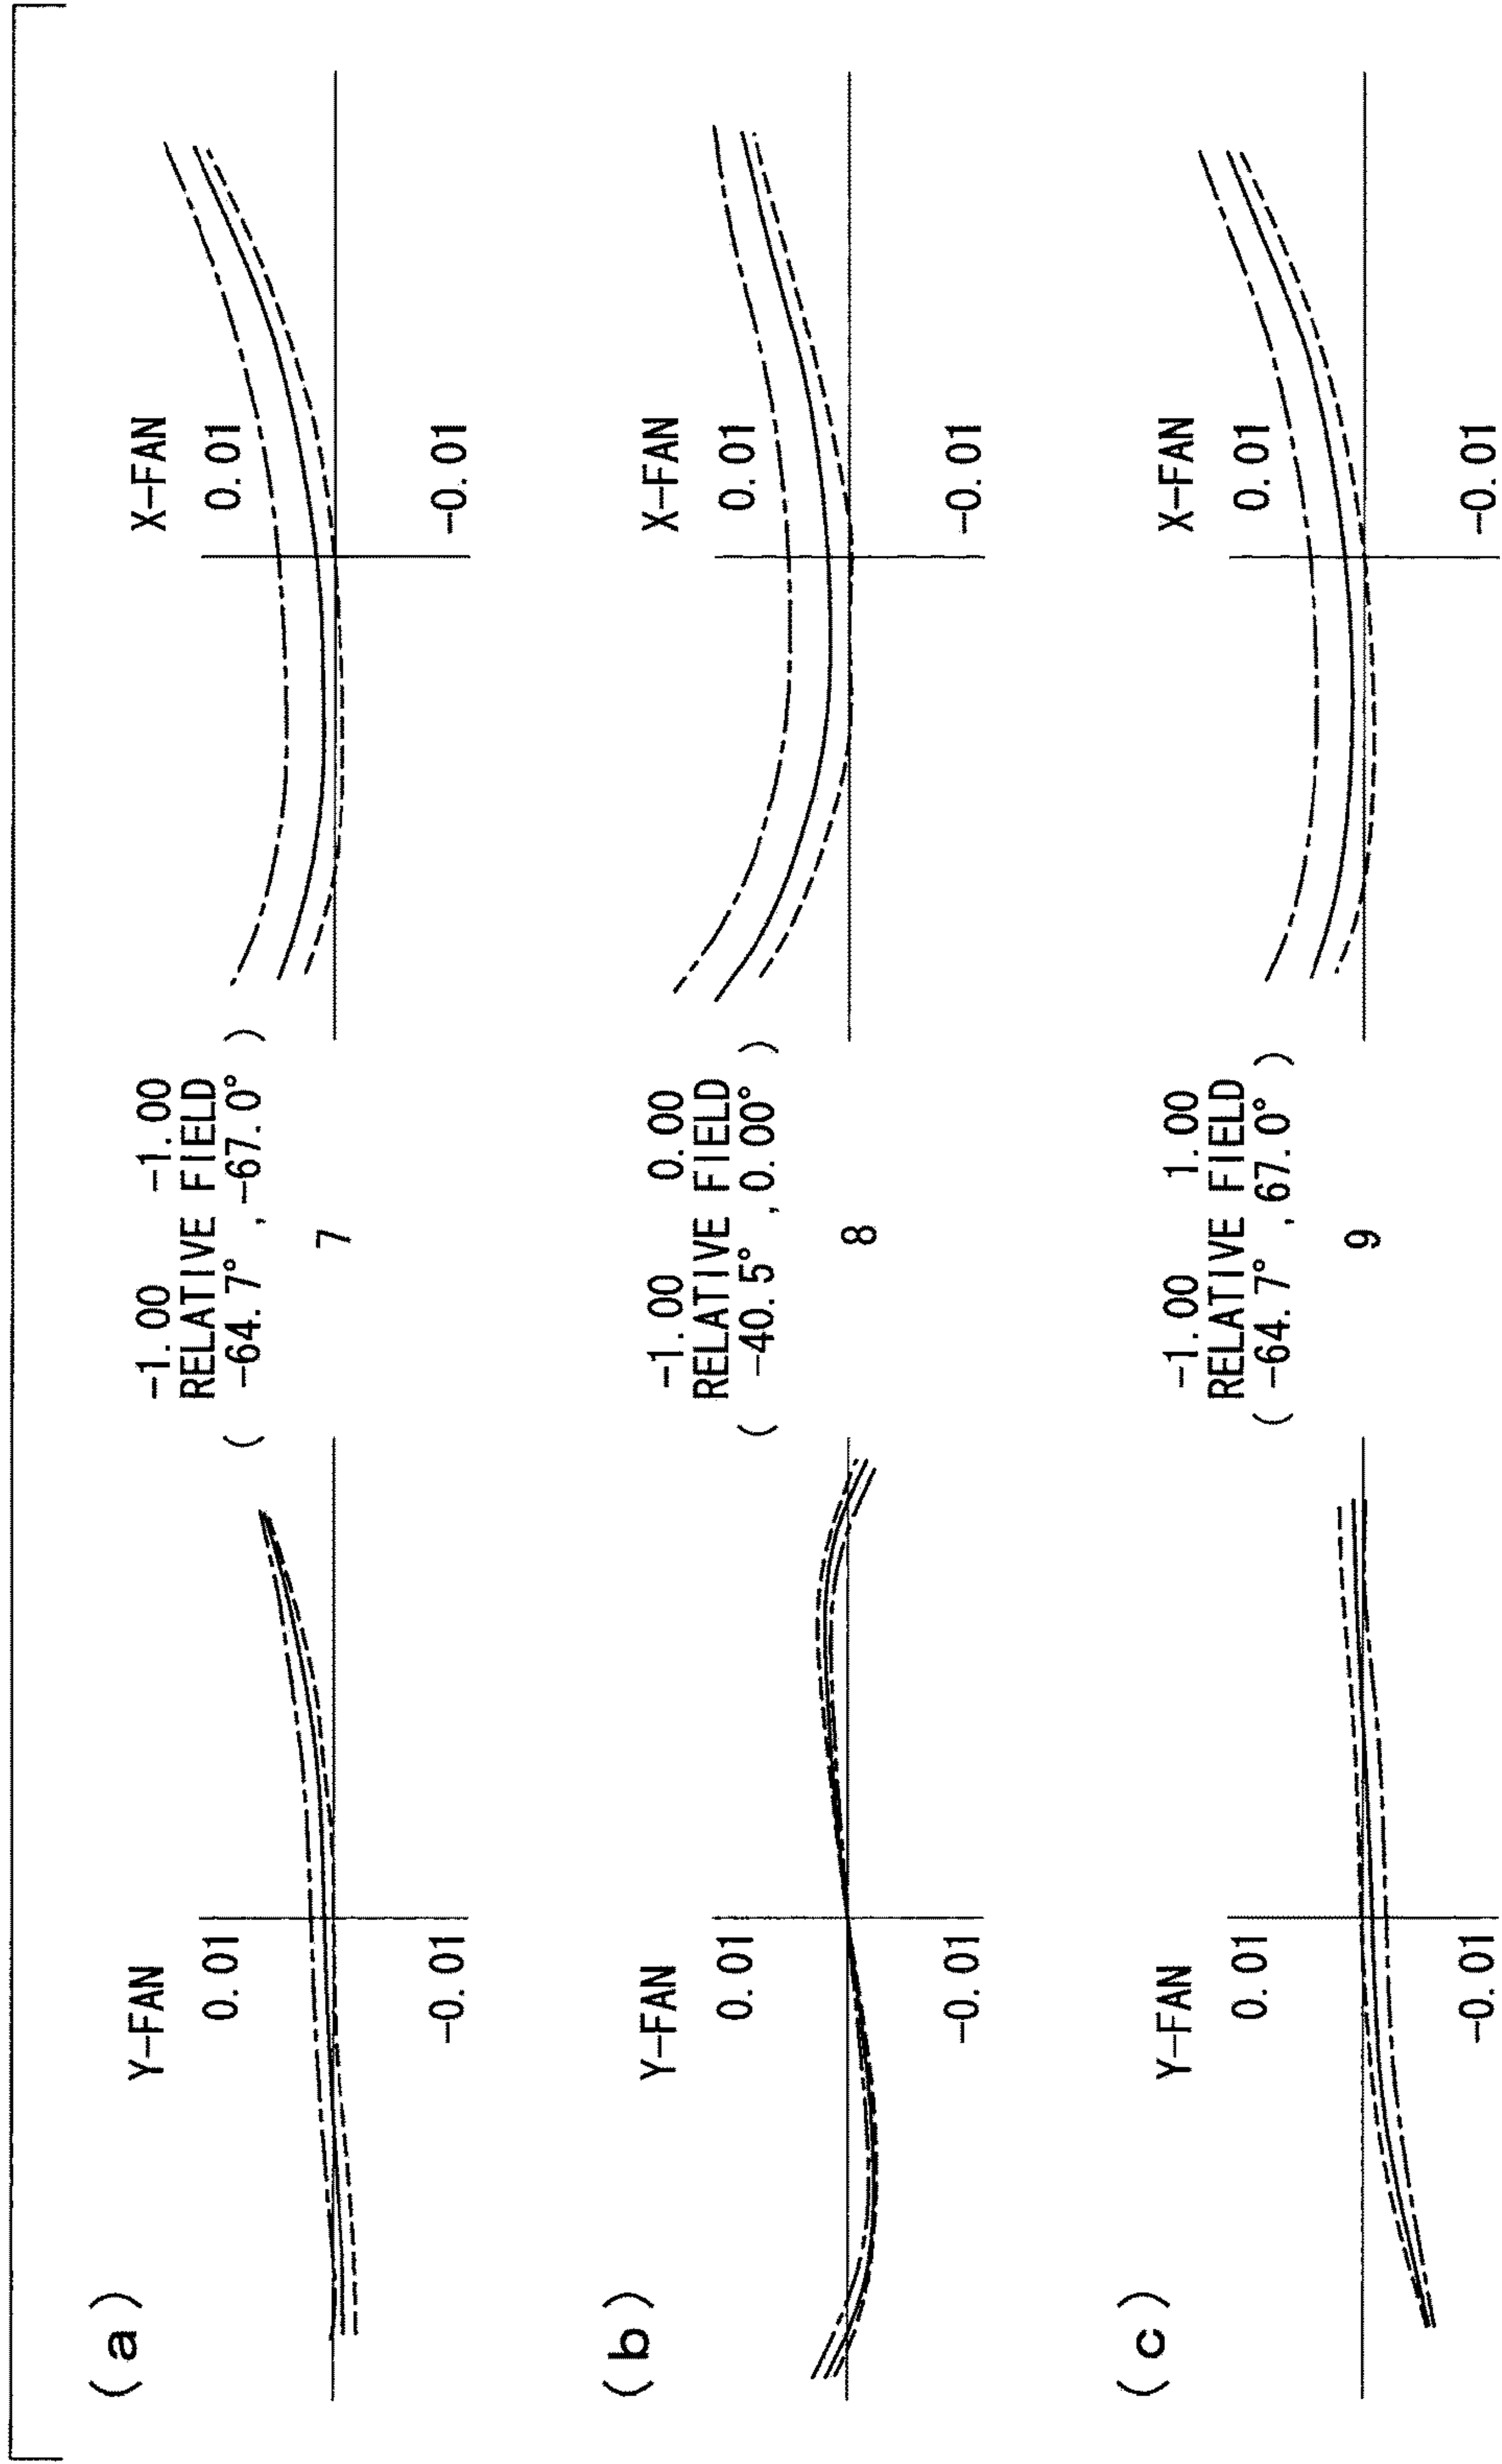 (a)
Y-FAN
0.01
-0.01
-1.00 -1.00
RELATIVE FIELD
( -64.7° ,-67.0° )
7
X-FAN
0.01
-0.01
(b)
Y-FAN
0.01
-0.01
-1.00 0.00
RELATIVE FIELD
( -40.5° ,0.00° )
8
X-FAN
0.01
-0.01
(c)
Y-FAN
0.01
-0.01
-1.00 1.00
RELATIVE FIELD
( -64.7° ,67.0° )
9
X-FAN
0.01
-0.01